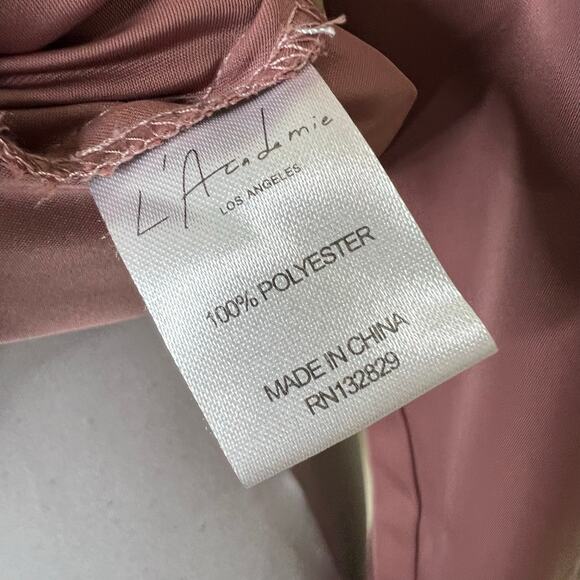 L'Academie
LOS ANGELES
100% POLYESTER
MADE IN CHINA
RN132829